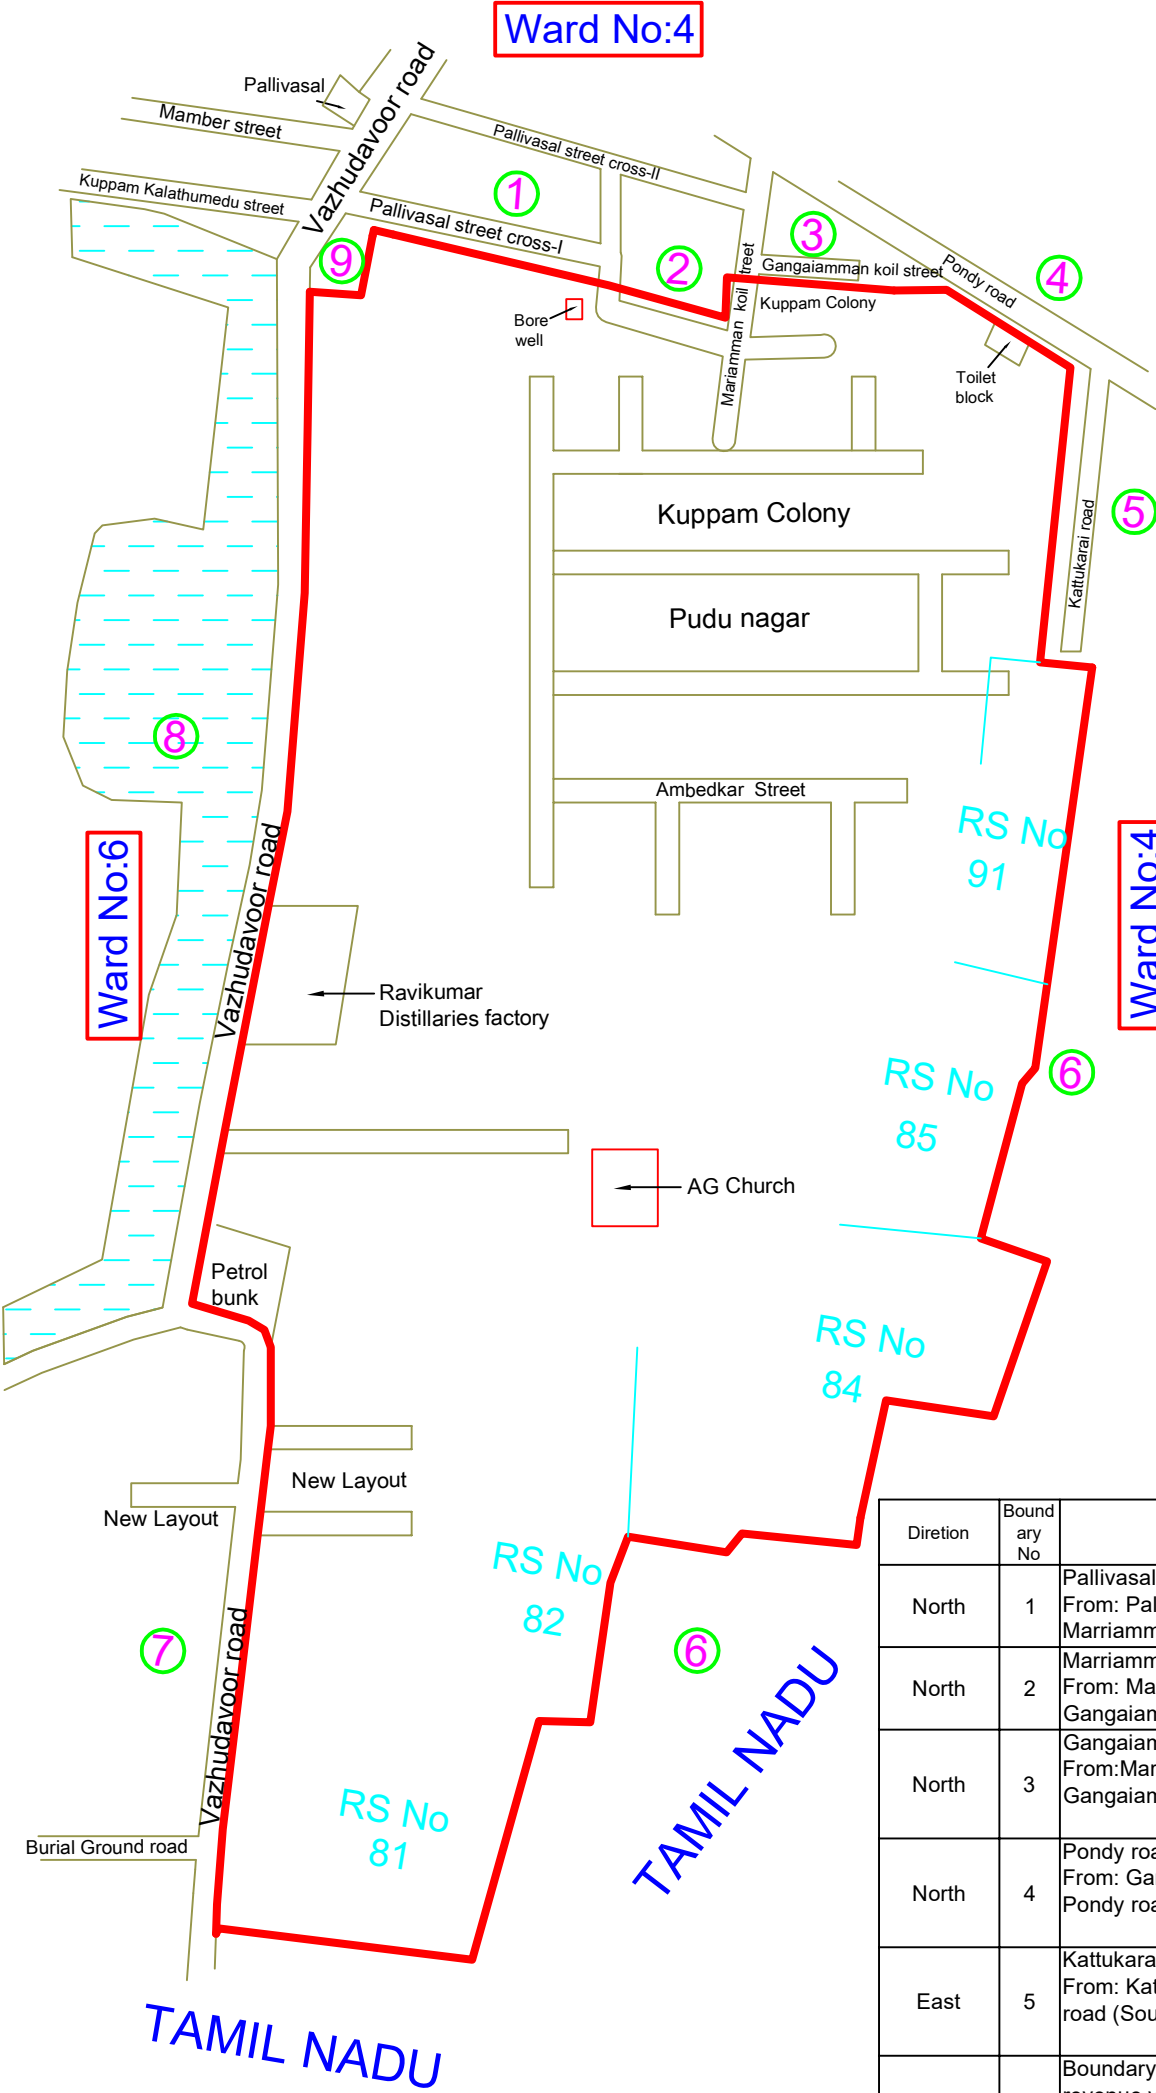 Ward No:4
Pallivasal
Mamber street
Vazhudavoor road
Pallivasal street cross-II
Kuppam Kalathumedu street
1
Pallivasal street cross-I
3
9
2
Mariamman koil street
Gangaiamman koil street
Pondy road
4
Kuppam Colony
Bore
well
Toilet
block
Kuppam Colony
5
Kattukarai road
Pudu nagar
8
Ambedkar Street
RS No
91
Ward No:6
Ward No:4
Vazhudavoor road
Ravikumar
Distillaries factory
6
RS No
85
AG Church
Petrol
bunk
RS No
84
New Layout
New Layout
RS No
82
7
6
Vazhudavoor road
TAMIL NADU
RS No
81
Burial Ground road
TAMIL NADU
Diretion
Bound
ary
No
North
1
Pallivasal
From: Pal
Marriamm
North
2
Marriamm
From: Ma
Gangaiam
North
3
Gangaiam
From:Mar
Gangaiam
North
4
Pondy roa
From: Ga
Pondy roa
East
5
Kattukara
From: Kat
road (Sou
Boundary